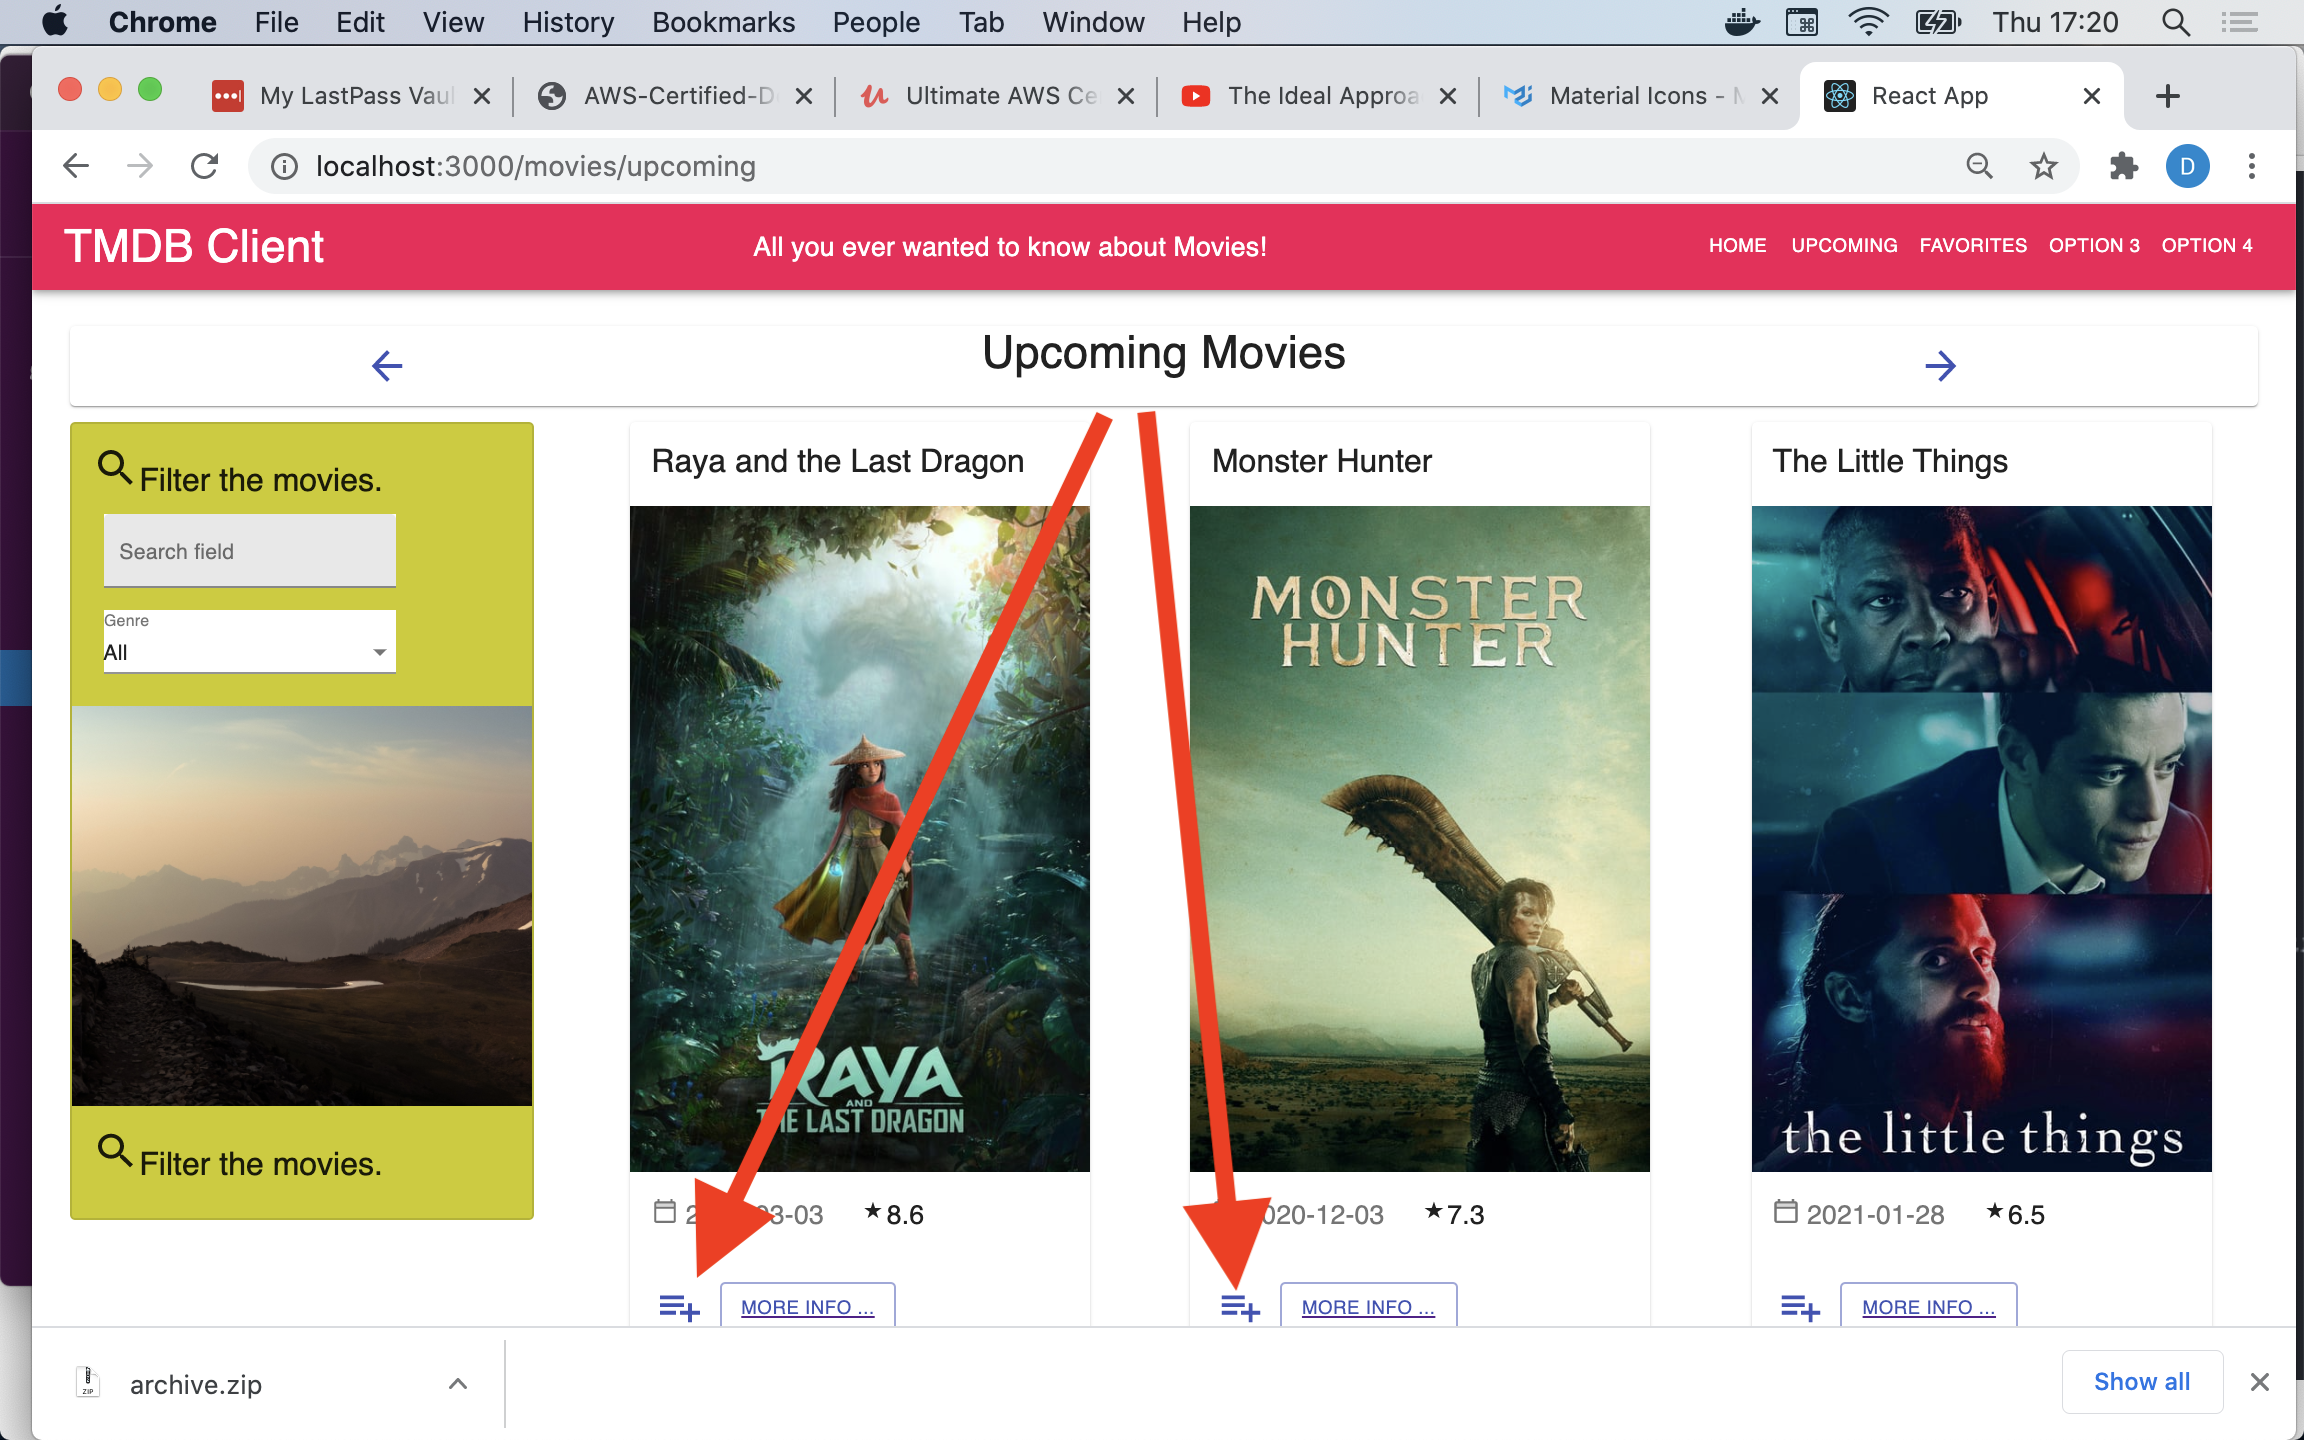 Chrome File Edit View History Bookmarks People Tab Window Help Thu 17:20
My LastPass Vaul AWS-Certified-D Ultimate AWS Ce The Ideal Approa Material Icons - M React App
localhost:3000/movies/upcoming D
TMDB Client All you ever wanted to know about Movies! HOME UPCOMING FAVORITES OPTION 3 OPTION 4
Upcoming Movies
Filter the movies.
Search field
Genre
All
Filter the movies.
Raya and the Last Dragon
RAYA
AND
THE LAST DRAGON
03-03 8.6
MORE INFO ...
Monster Hunter
MONSTER
HUNTER
020-12-03 7.3
MORE INFO ...
The Little Things
the little things
2021-01-28 6.5
MORE INFO ...
ZIP
archive.zip Show all